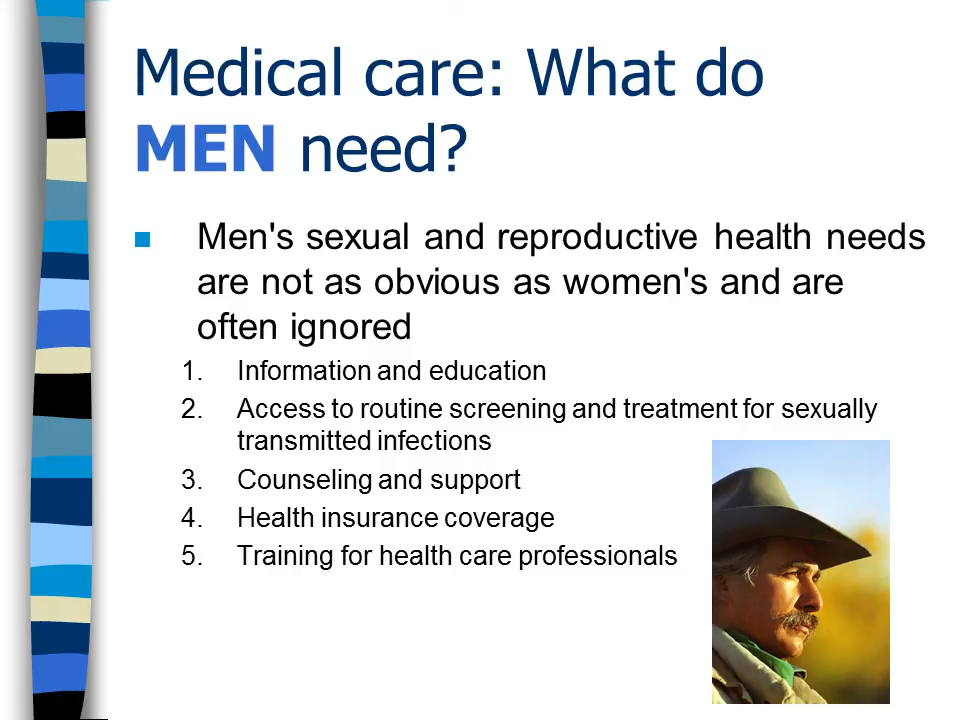 Medical care: What do
MEN need?
Men's sexual and reproductive health needs
are not as obvious as women's and are
often ignored
1. Information and education
2. Access to routine screening and treatment for sexually
transmitted infections
3. Counseling and support
4. Health insurance coverage
5. Training for health care professionals